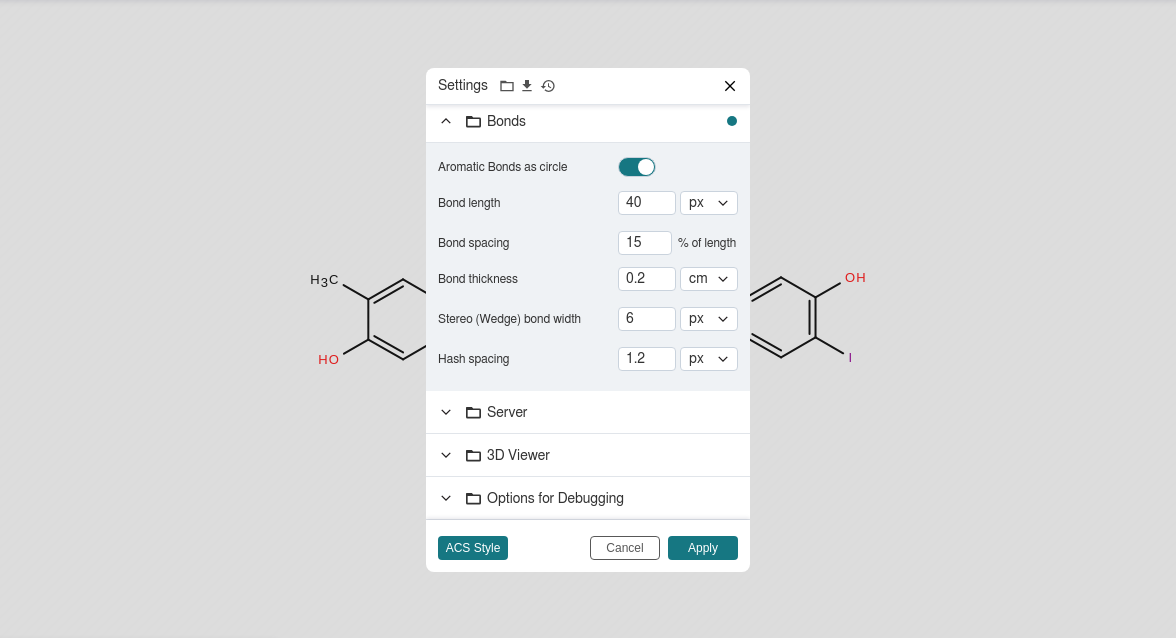 Settings
Bonds
Aromatic Bonds as circle
Bond length 40 px
Bond spacing 15 % of length
Bond thickness 0.2 cm
H3C
OH
Stereo (Wedge) bond width 6 px
HO
Hash spacing 1.2 px
I
Server
3D Viewer
Options for Debugging
ACS Style Cancel Apply